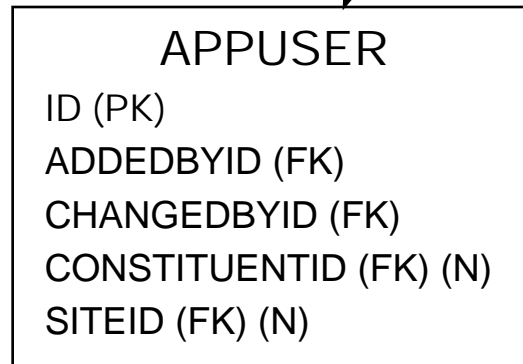 APPUSER
ID (PK)
ADDEDBYID (FK)
CHANGEDBYID (FK)
CONSTITUENTID (FK) (N)
SITEID (FK) (N)